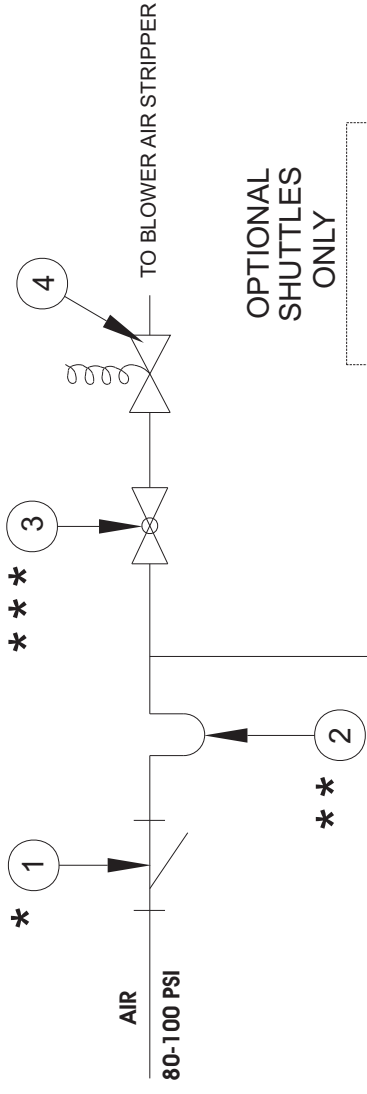 AIR
80-100 PSI
*
1
* *
2
* * *
3
4
TO BLOWER AIR STRIPPER
OPTIONAL
SHUTTLES
ONLY